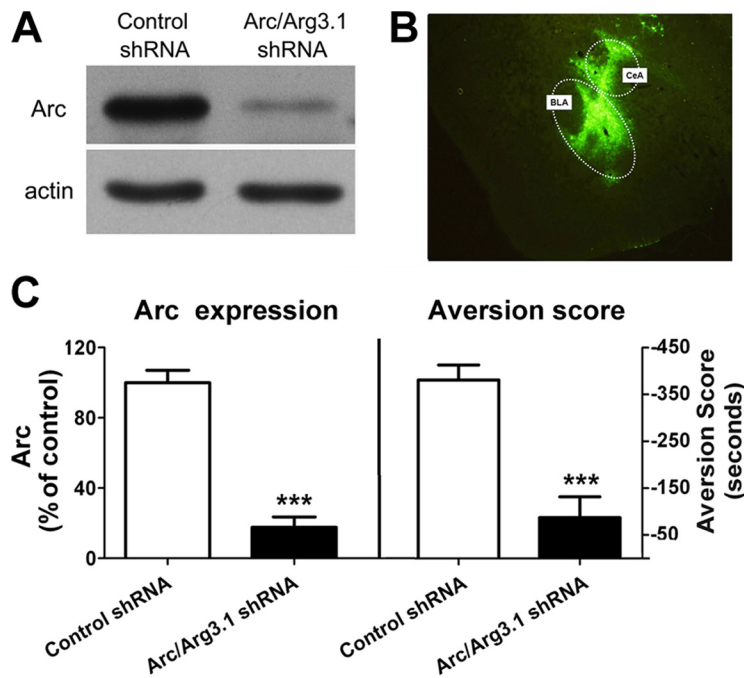 A
Control shRNA
Arc/Arg3.1 shRNA
Arc
actin
B
CeA
BLA
C
Arc expression
Aversion score
120
80
40
0
Arc
(% of control)
***
***
-450
-350
-250
-150
-50
Aversion Score
(seconds)
Control shRNA
Arc/Arg3.1 shRNA
Control shRNA
Arc/Arg3.1 shRNA